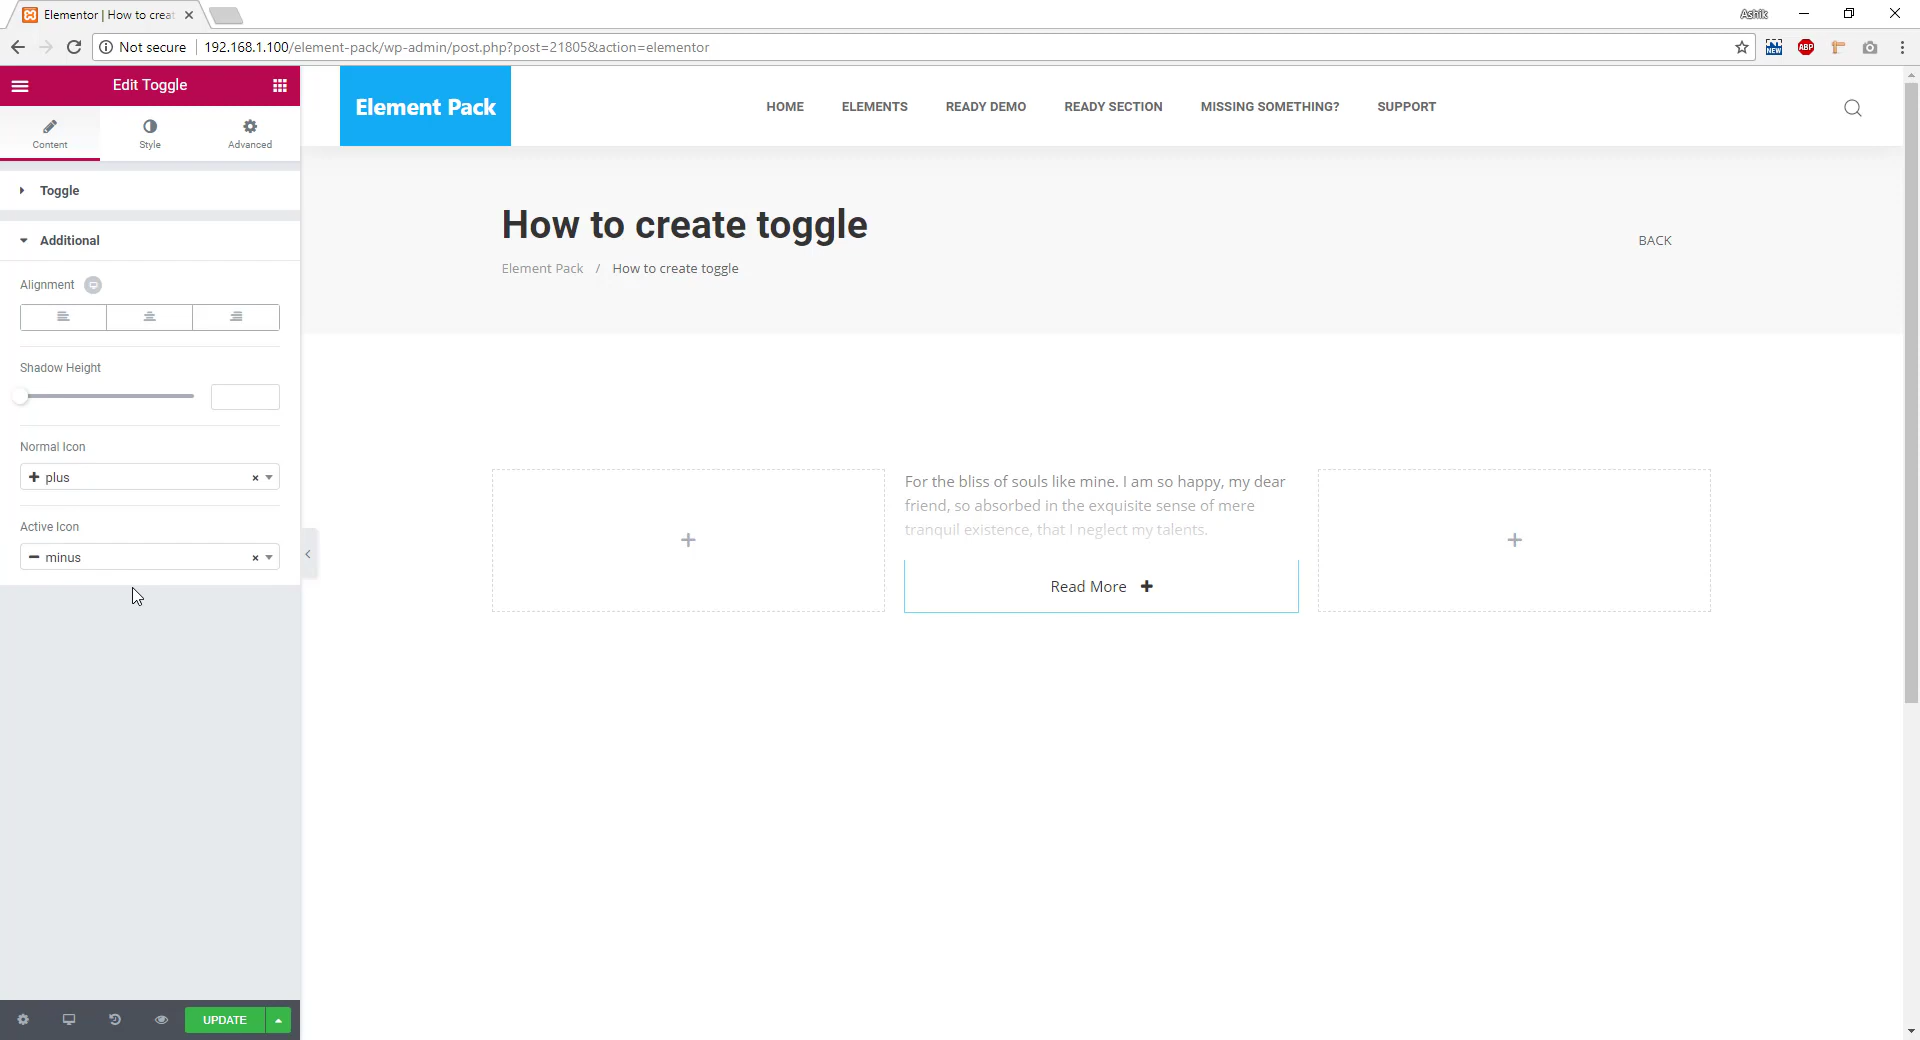 Elementor | How to creat
Ashik
Not secure
192.168.1.100/element-pack/wp-admin/post.php?post=21805&action=elementor
NEW
ABP
Edit Toggle
Content
Style
Advanced
Toggle
Additional
Alignment
Shadow Height
Normal Icon
plus
Active Icon
minus
UPDATE
Element Pack
HOME
ELEMENTS
READY DEMO
READY SECTION
MISSING SOMETHING?
SUPPORT
How to create toggle
Element Pack / How to create toggle
BACK
For the bliss of souls like mine. I am so happy, my dear
friend, so absorbed in the exquisite sense of mere
tranquil existence, that I neglect my talents.
Read More